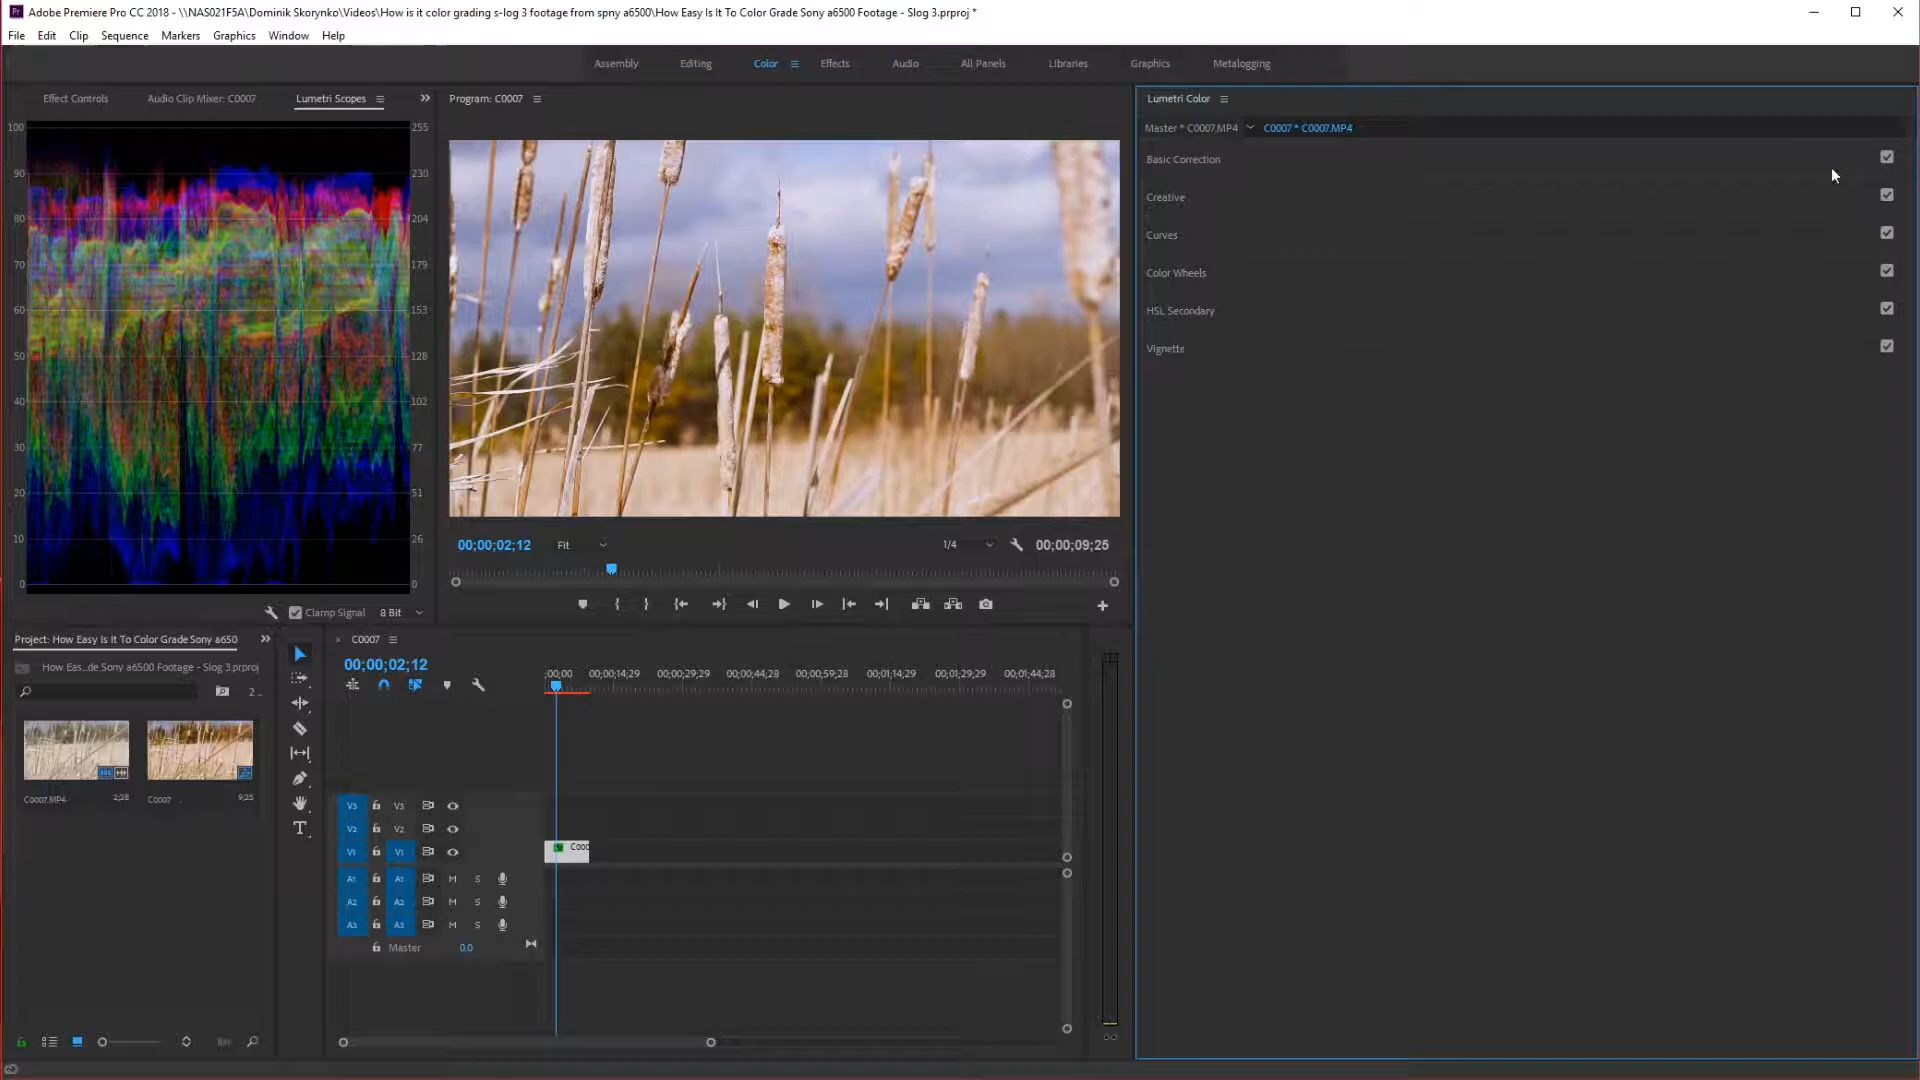 Adobe Premiere Pro CC 2018 - \\NAS021F5A\Dominik Skorynko\Videos\How is it color grading s-log 3 footage from spny a6500\How Easy Is It To Color Grade Sony a6500 Footage - Slog 3.prproj *
File Edit Clip Sequence Markers Graphics Window Help
Assembly Editing Color Effects Audio All Panels Libraries Graphics Metalogging
Effect Controls Audio Clip Mixer: C0007 Lumetri Scopes
Program: C0007
Lumetri Color
Master * C0007.MP4 C0007 * C0007.MP4
Basic Correction
Creative
Curves
Color Wheels
HSL Secondary
Vignette
100 255
90 230
80 204
70 179
60 153
50 128
40 102
30 77
20 51
10 26
0 0
Clamp Signal 8 Bit
00;00;02;12 Fit 1/4 00;00;09;25
Project: How Easy Is It To Color Grade Sony a650
How Eas...de Sony a6500 Footage - Slog 3.prproj
2...
C0007.MP4 2;28
C0007 9;25
C0007
00;00;02;12
;00;00 00;00;14;29 00;00;29;29 00;00;44;28 00;00;59;28 00;01;14;29 00;01;29;29 00;01;44;28
V3 V3
V2 V2
V1 V1
C000
A1 A1 M S
A2 A2 M S
A3 A3 M S
Master 0.0